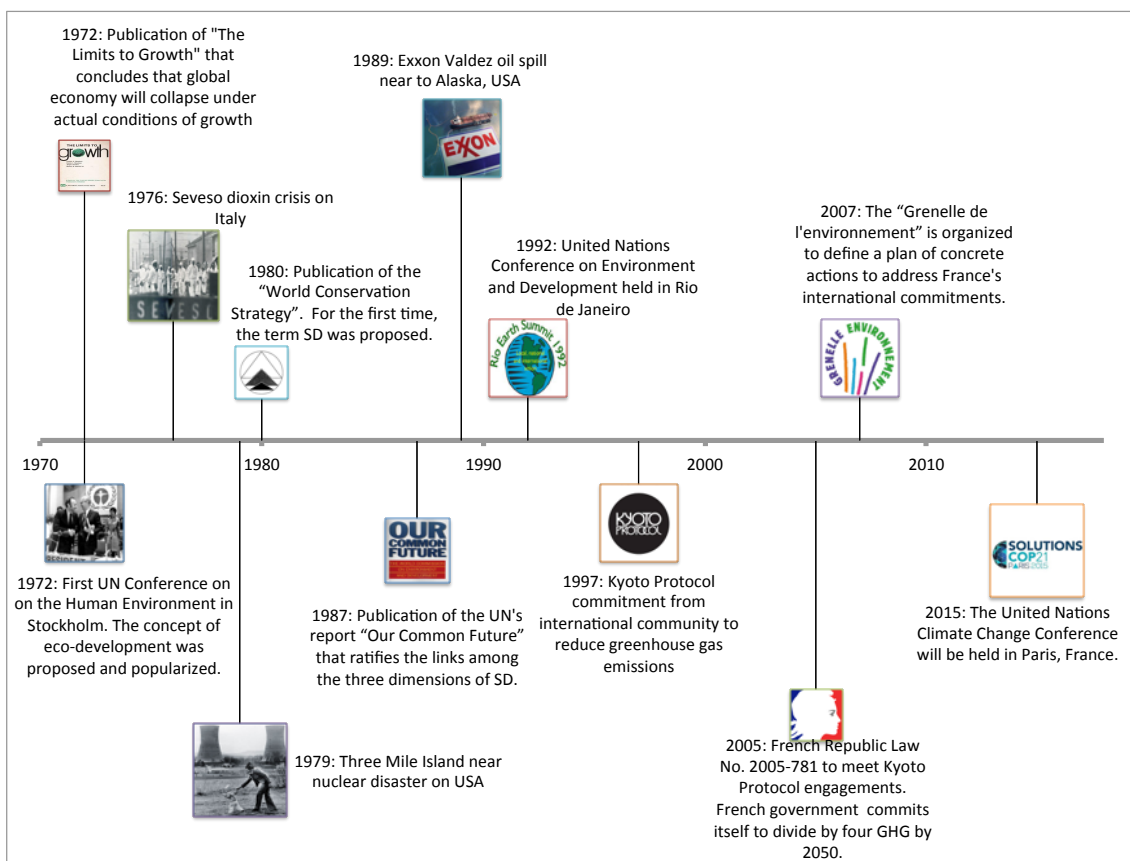 1972: Publication of "The
Limits to Growth" that
concludes that global
economy will collapse under
actual conditions of growth
THE LIMITS TO
growth
1989: Exxon Valdez oil spill
near to Alaska, USA
EXXON
1976: Seveso dioxin crisis on
Italy
SEVESO
1980: Publication of the
“World Conservation
Strategy”. For the first time,
the term SD was proposed.
1992: United Nations
Conference on Environment
and Development held in Rio
de Janeiro
Rio Earth Summit 1992
2007: The “Grenelle de
l'environnement” is organized
to define a plan of concrete
actions to address France's
international commitments.
GRENELLE ENVIRONNEMENT
1970
1980
1990
2000
2010
1972: First UN Conference on
on the Human Environment in
Stockholm. The concept of
eco-development was
proposed and popularized.
OUR
COMMON
FUTURE
1987: Publication of the UN's
report “Our Common Future”
that ratifies the links among
the three dimensions of SD.
KYOTO
PROTOCOL
1997: Kyoto Protocol
commitment from
international community to
reduce greenhouse gas
emissions
SOLUTIONS
COP21
PARIS 2015
2015: The United Nations
Climate Change Conference
will be held in Paris, France.
1979: Three Mile Island near
nuclear disaster on USA
2005: French Republic Law
No. 2005-781 to meet Kyoto
Protocol engagements.
French government commits
itself to divide by four GHG by
2050.